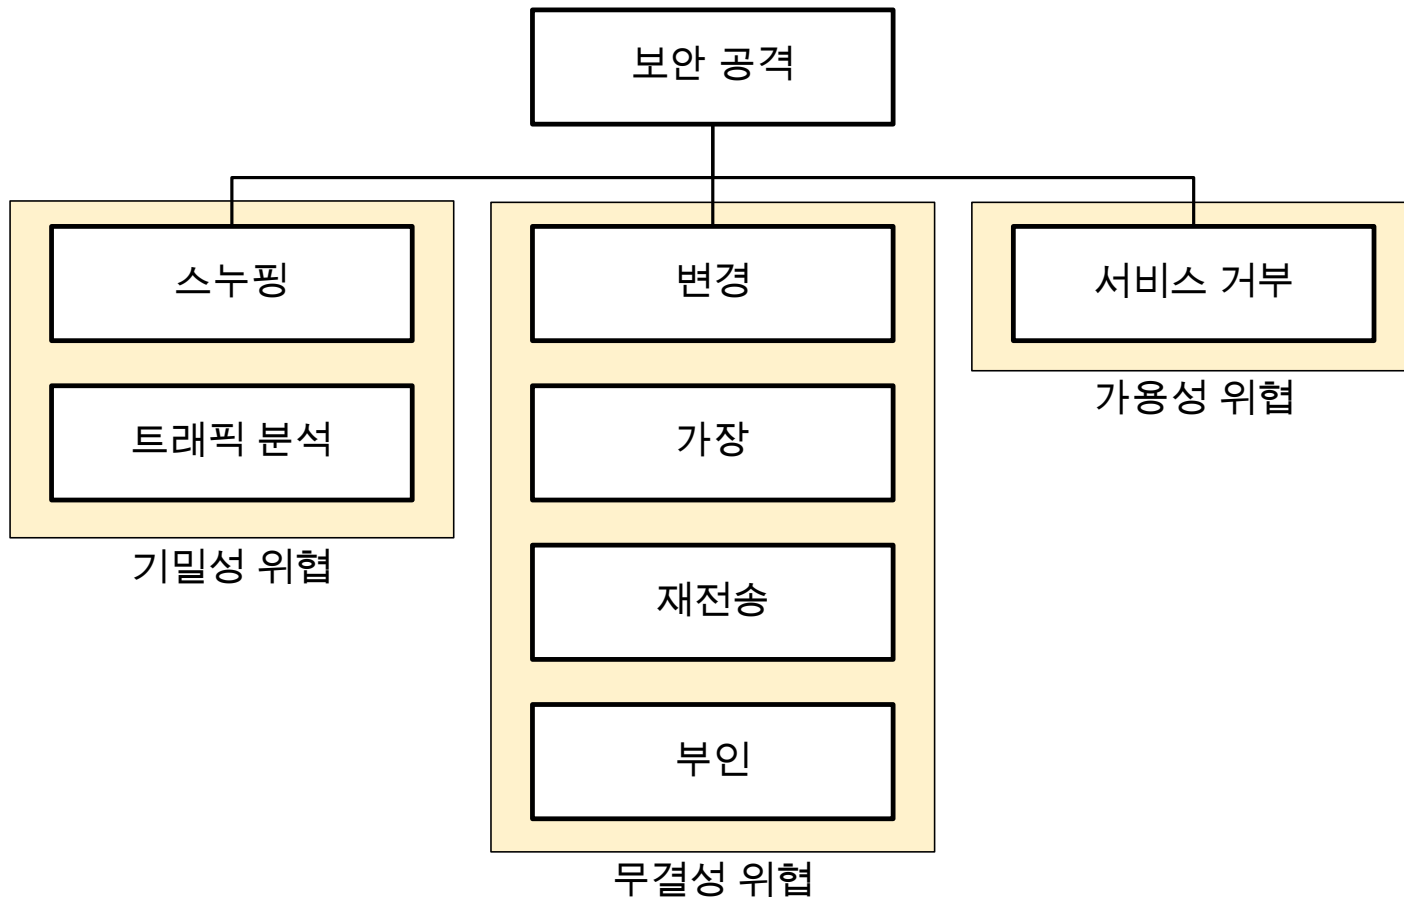 보안 공격
스누핑
트래픽 분석
기밀성 위협
변경
가장
재전송
부인
무결성 위협
서비스 거부
가용성 위협